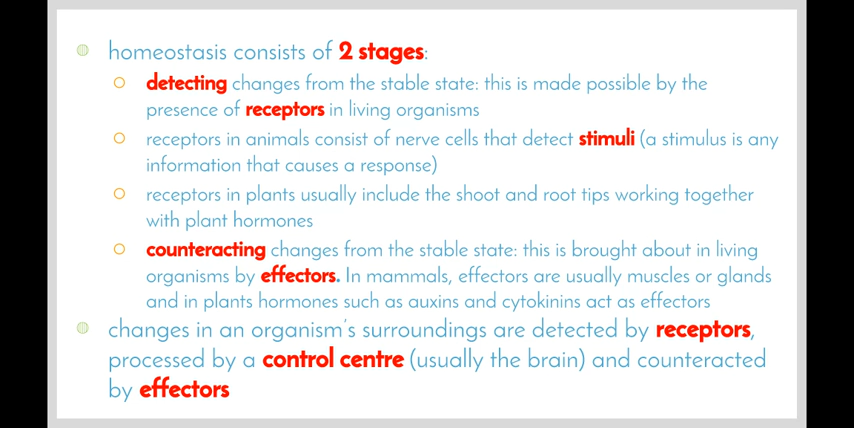 homeostasis consists of 2 stages:
detecting changes from the stable state: this is made possible by the
presence of receptors in living organisms
receptors in animals consist of nerve cells that detect stimuli (a stimulus is any
information that causes a response)
receptors in plants usually include the shoot and root tips working together
with plant hormones
counteracting changes from the stable state: this is brought about in living
organisms by effectors. In mammals, effectors are usually muscles or glands
and in plants hormones such as auxins and cytokinins act as effectors
changes in an organism's surroundings are detected by receptors,
processed by a control centre (usually the brain) and counteracted
by effectors